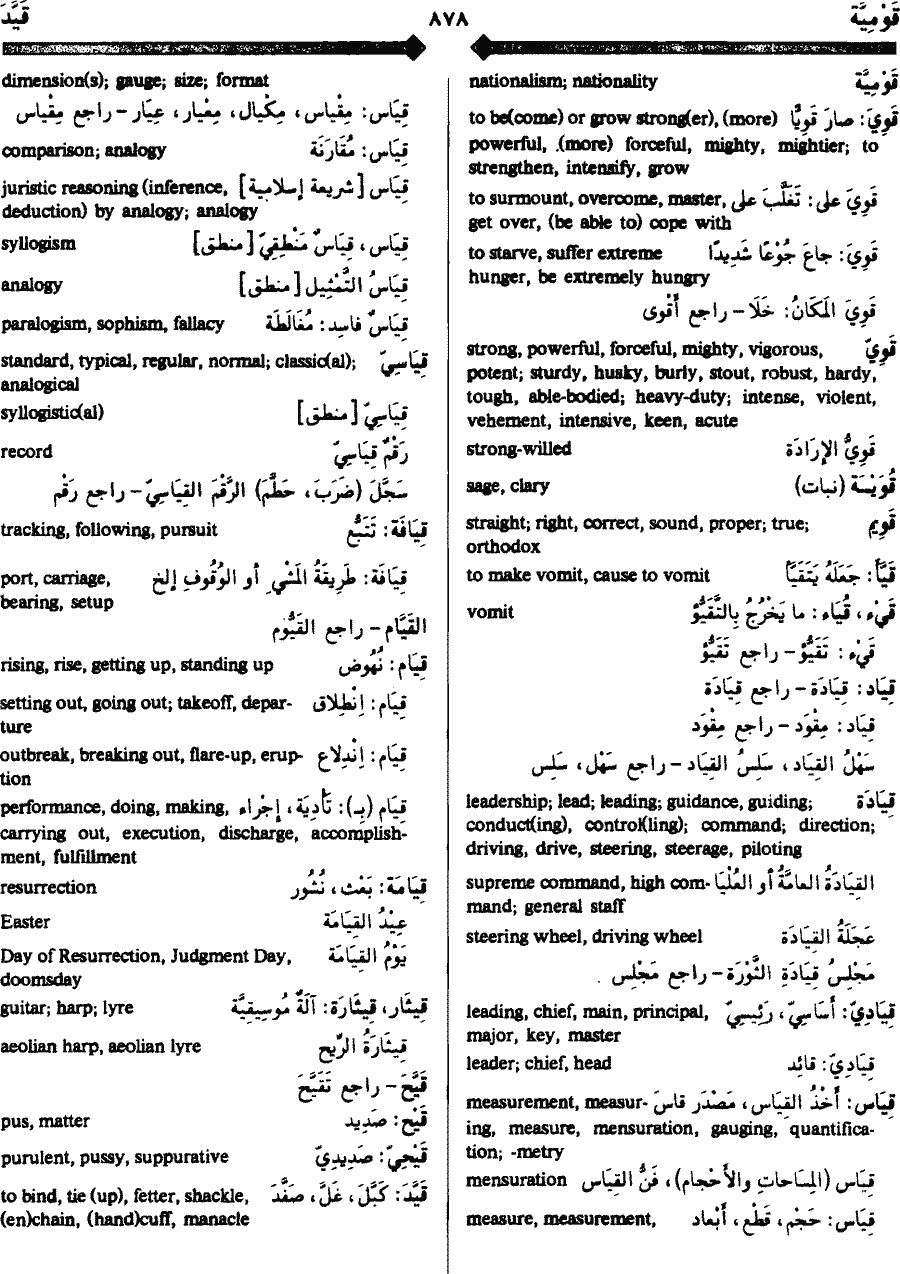 قَوْمِيَّة ٨٧٨ قَيَّدَ
nationalism; nationality قَوْمِيَّة
to be(come) or grow strong(er), (more) قَوِيَ: صارَ قَوِيًّا
powerful, (more) forceful, mighty, mightier; to
strengthen, intensify, grow
to surmount, overcome, master, قَوِيَ على: تَغَلَّبَ على
get over, (be able to) cope with
to starve, suffer extreme قَوِيَ: جاعَ جُوْعًا شَدِيدًا
hunger, be extremely hungry
قَوِيَ المَكَانُ: خَلَا - راجع أَقْوى
strong, powerful, forceful, mighty, vigorous, قَوِيّ
potent; sturdy, husky, burly, stout, robust, hardy,
tough, able-bodied; heavy-duty; intense, violent,
vehement, intensive, keen, acute
strong-willed قَوِيُّ الإرادَة
sage, clary قُوَيْسَة (نبات)
straight; right, correct, sound, proper; true; قَوِيم
orthodox
to make vomit, cause to vomit قَيَّأَ: جَعَلَهُ يَتَقَيَّأ
vomit قَيْء، قُيَاء: ما يَخْرُجُ بِالتَّقَيُّؤ
قَيْء: تَقَيُّؤ - راجع تَقَيُّؤ
قِيَاد: قِيَادَة - راجع قِيَادَة
قِيَاد: مِقْوَد - راجع مِقْوَد
سَهْلُ القِيَاد، سَلِسُ القِيَاد - راجع سَهْل، سَلِس
leadership; lead; leading; guidance, guiding; قِيَادَة
conduct(ing), control(ling); command; direction;
driving, drive, steering, steerage, piloting
supreme command, high com- القِيَادَةُ العامَّةُ أو العُلْيَا
mand; general staff
steering wheel, driving wheel عَجَلَةُ القِيَادَة
مَجْلِسُ قِيَادَةِ الثَّوْرَة - راجع مَجْلِس
leading, chief, main, principal, قِيَادِيّ: أَسَاسِيّ، رَئِيسِيّ
major, key, master
leader; chief, head قِيَادِيّ: قائِد
measurement, measur- قِيَاس: أَخْذُ القِيَاس، مَصْدَر قاسَ
ing, measure, mensuration, gauging, quantifica-
tion; -metry
mensuration قِيَاس (المِسَاحات والأَحْجام)، فَنُّ القِيَاس
measure, measurement, قِيَاس: حَجْم، قَطْع، أَبْعاد
dimension(s); gauge; size; format
قِيَاس: مِقْيَاس، مِكْيال، مِعْيار، عِيَار - راجع مِقْيَاس
comparison; analogy قِيَاس: مُقَارَنَة
juristic reasoning (inference, قِيَاس [شريعة إسلامية]
deduction) by analogy; analogy
syllogism قِيَاس، قِيَاسٌ مَنْطِقِيّ [منطق]
analogy قِيَاسُ التَّمْثِيل [منطق]
paralogism, sophism, fallacy قِيَاسٌ فاسِد: مُغَالَطَة
standard, typical, regular, normal; classic(al); قِيَاسِيّ
analogical
syllogistic(al) قِيَاسِيّ [منطق]
record رَقْمٌ قِيَاسِيّ
سَجَّلَ (ضَرَبَ، حَطَّمَ) الرَّقْمَ القِيَاسِيَّ - راجع رَقْم
tracking, following, pursuit قِيَافَة: تَتَبُّع
port, carriage, قِيَافَة: طَرِيقَةُ المَشْيِ أو الوُقُوفِ إلخ
bearing, setup
القَيَّام - راجع القَيُّوم
rising, rise, getting up, standing up قِيَام: نُهُوض
setting out, going out; takeoff, depar- قِيَام: اِنْطِلاق
ture
outbreak, breaking out, flare-up, erup- قِيَام: اِنْدِلاع
tion
performance, doing, making, قِيَام (بِـ): تَأْدِيَة، إجْراء
carrying out, execution, discharge, accomplish-
ment, fulfillment
resurrection قِيَامَة: بَعْث، نُشُور
Easter عِيْدُ القِيَامَة
Day of Resurrection, Judgment Day, يَوْمُ القِيَامَة
doomsday
guitar; harp; lyre قِيثَار، قِيثَارَة: آلَةٌ مُوسِيقِيَّة
aeolian harp, aeolian lyre قِيثَارَةُ الرِّيح
قَيَّحَ - راجع تَقَيَّحَ
pus, matter قَيْح: صَدِيد
purulent, pussy, suppurative قَيْحِيّ: صَدِيدِيّ
to bind, tie (up), fetter, shackle, قَيَّدَ: كَبَّلَ، غَلَّ، صَفَّدَ
(en)chain, (hand)cuff, manacle